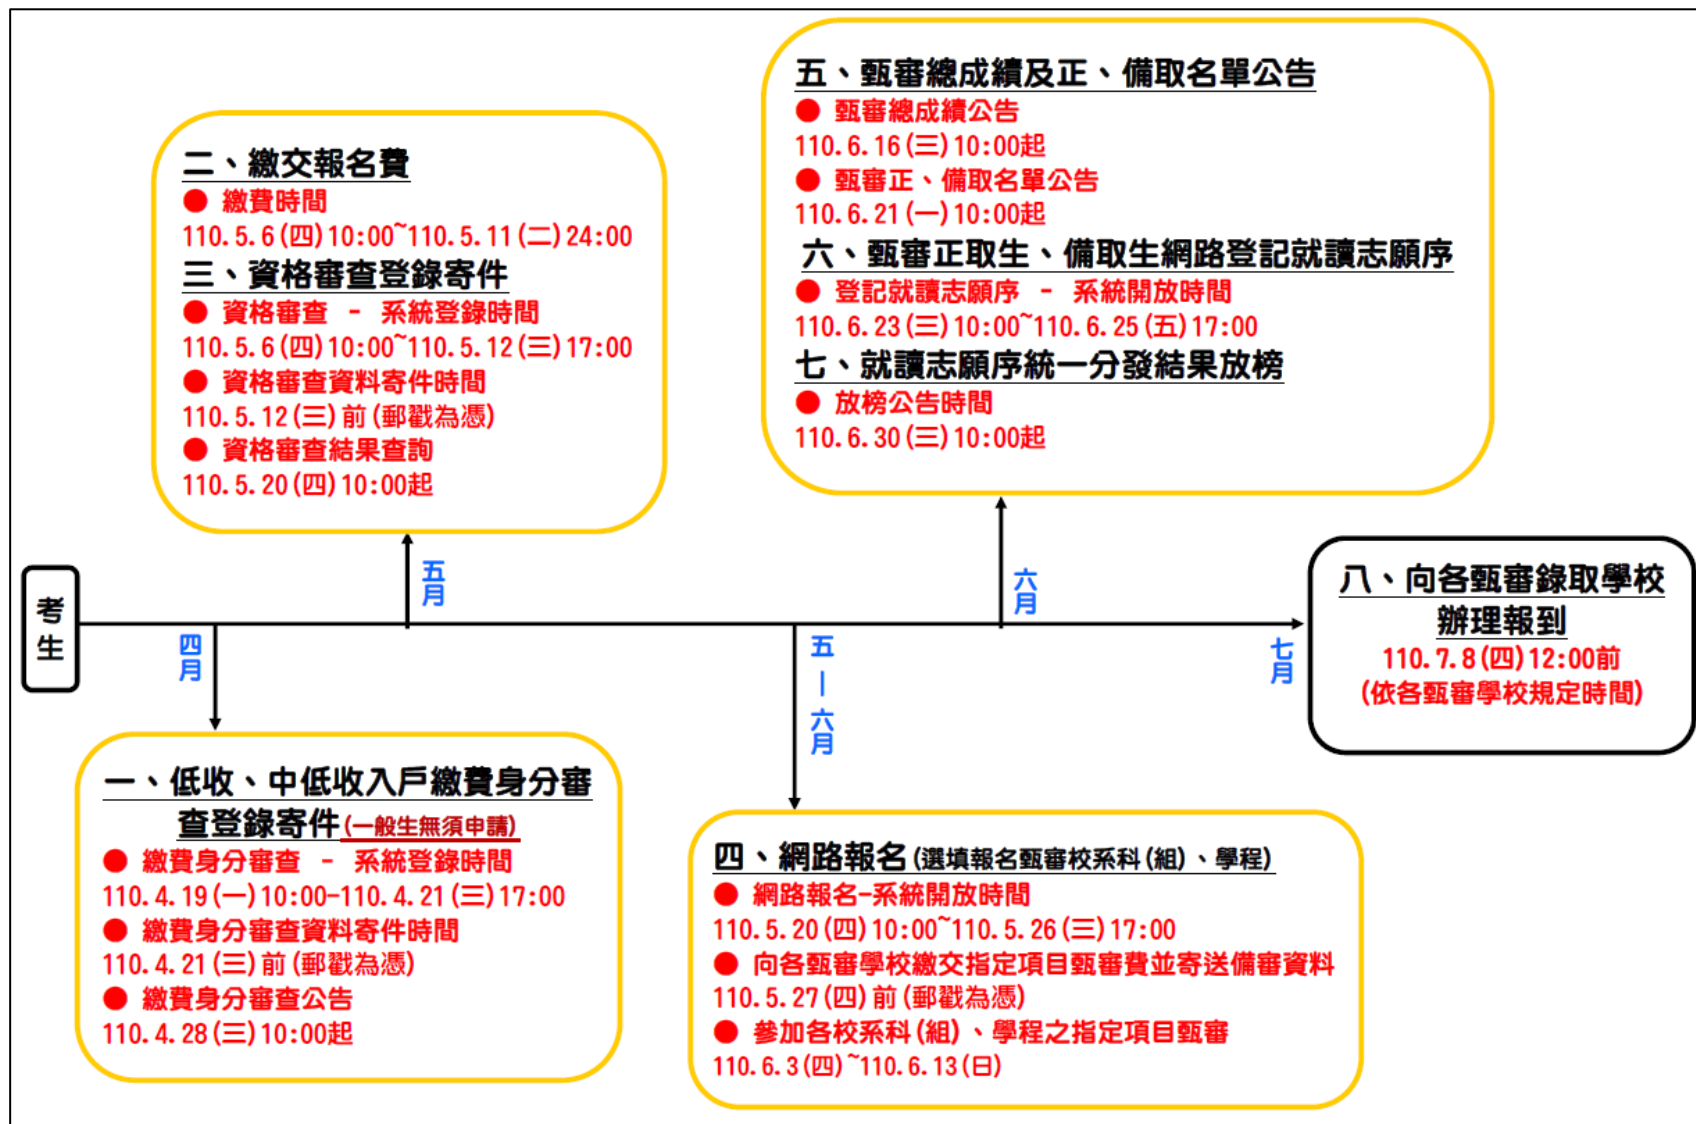 考生
四月
一、低收、中低收入戶繳費身分審
查登錄寄件(一般生無須申請)
● 繳費身分審查 - 系統登錄時間
110.4.19(一)10:00-110.4.21(三)17:00
● 繳費身分審查資料寄件時間
110.4.21(三)前(郵戳為憑)
● 繳費身分審查公告
110.4.28(三)10:00起
五月
二、繳交報名費
● 繳費時間
110.5.6(四)10:00~110.5.11(二)24:00
三、資格審查登錄寄件
● 資格審查 - 系統登錄時間
110.5.6(四)10:00~110.5.12(三)17:00
● 資格審查資料寄件時間
110.5.12(三)前(郵戳為憑)
● 資格審查結果查詢
110.5.20(四)10:00起
五—六月
四、網路報名(選填報名甄審校系科(組)、學程)
● 網路報名-系統開放時間
110.5.20(四)10:00~110.5.26(三)17:00
● 向各甄審學校繳交指定項目甄審費並寄送備審資料
110.5.27(四)前(郵戳為憑)
● 參加各校系科(組)、學程之指定項目甄審
110.6.3(四)~110.6.13(日)
六月
五、甄審總成績及正、備取名單公告
● 甄審總成績公告
110.6.16(三)10:00起
● 甄審正、備取名單公告
110.6.21(一)10:00起
六、甄審正取生、備取生網路登記就讀志願序
● 登記就讀志願序 - 系統開放時間
110.6.23(三)10:00~110.6.25(五)17:00
七、就讀志願序統一分發結果放榜
● 放榜公告時間
110.6.30(三)10:00起
七月
八、向各甄審錄取學校
辦理報到
110.7.8(四)12:00前
(依各甄審學校規定時間)